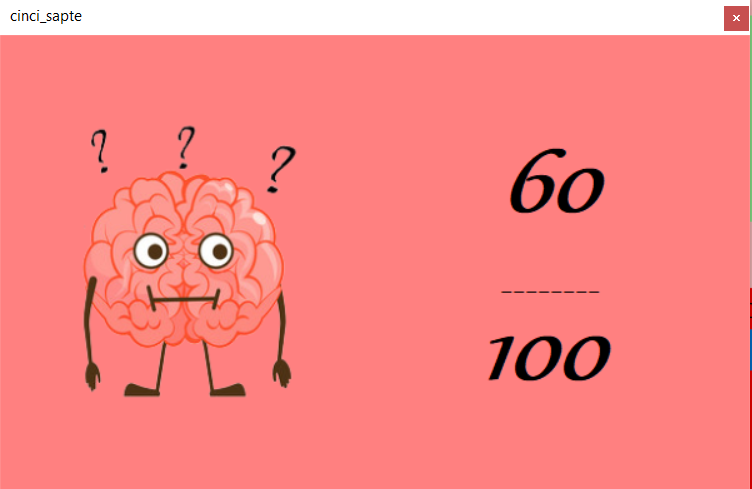 cinci_sapte
? ? ?
60
--------
100